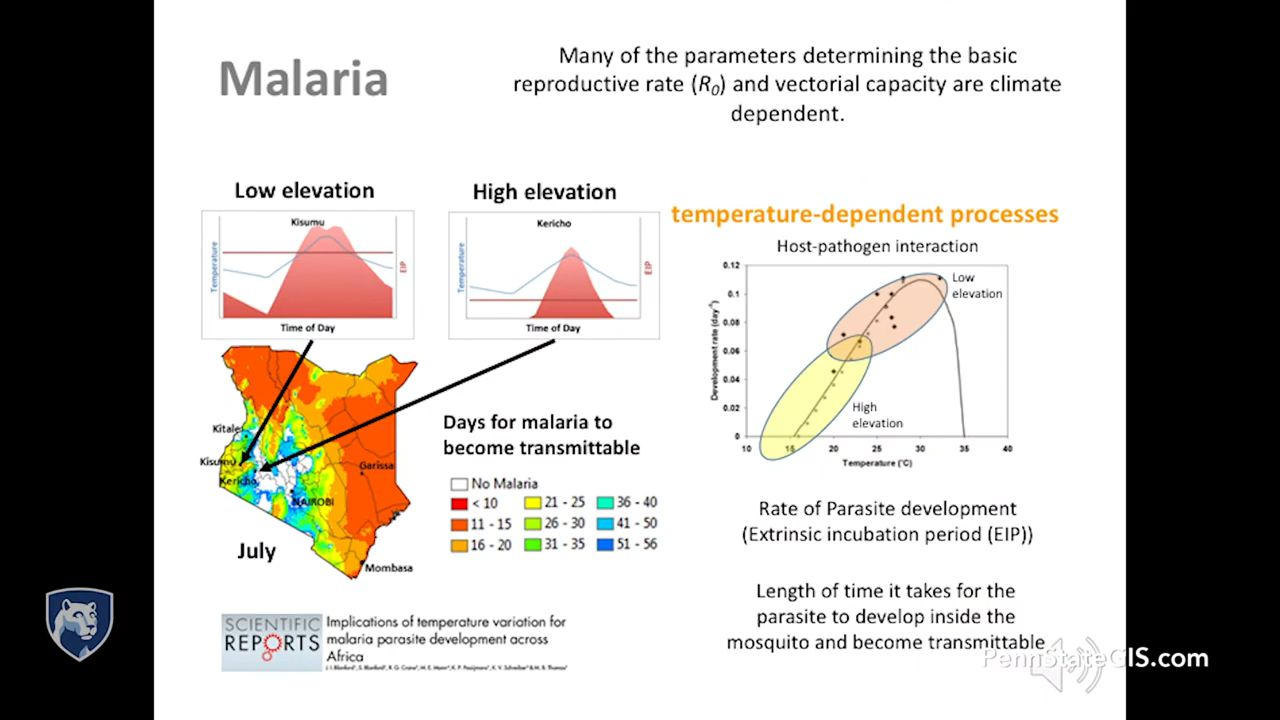 Malaria
Many of the parameters determining the basic
reproductive rate (R0) and vectorial capacity are climate
dependent.
Low elevation
High elevation
temperature-dependent processes
Kisumu
Temperature
EIP
Time of Day
Kericho
Temperature
EIP
Time of Day
Host-pathogen interaction
Development rate (day-1)
0.12
0.1
0.08
0.06
0.04
0.02
0
10
15
20
25
30
35
40
Temperature (°C)
Low
elevation
High
elevation
Kitale
Kisumu
Kericho
Garissa
NAIROBI
Mombasa
July
Days for malaria to
become transmittable
No Malaria
< 10
11 - 15
16 - 20
21 - 25
26 - 30
31 - 35
36 - 40
41 - 50
51 - 56
Rate of Parasite development
(Extrinsic incubation period (EIP))
Length of time it takes for the
parasite to develop inside the
mosquito and become transmittable
SCIENTIFIC
REPORTS
Implications of temperature variation for
malaria parasite development across
Africa
PennStateGIS.com